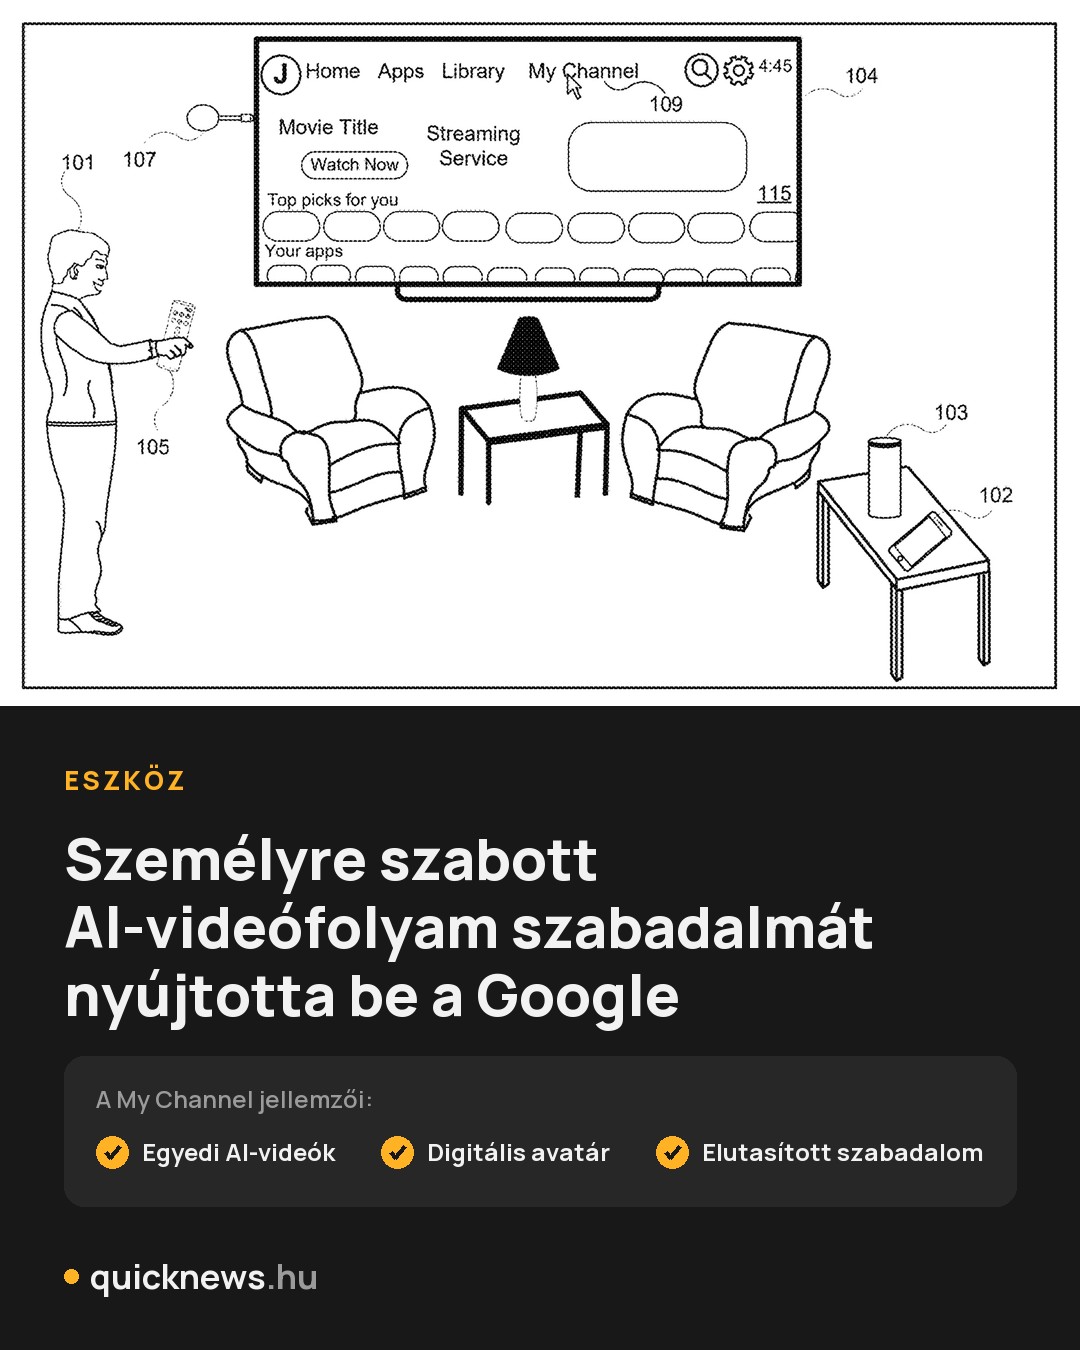 J Home Apps Library My Channel 4:45
104
109
Movie Title
Streaming
Service
Watch Now
107
101
115
Top picks for you
Your apps
105
103
102
ESZKÖZ
Személyre szabott
AI-videófolyam szabadalmát
nyújtotta be a Google
A My Channel jellemzői:
Egyedi AI-videók Digitális avatár Elutasított szabadalom
quicknews.hu